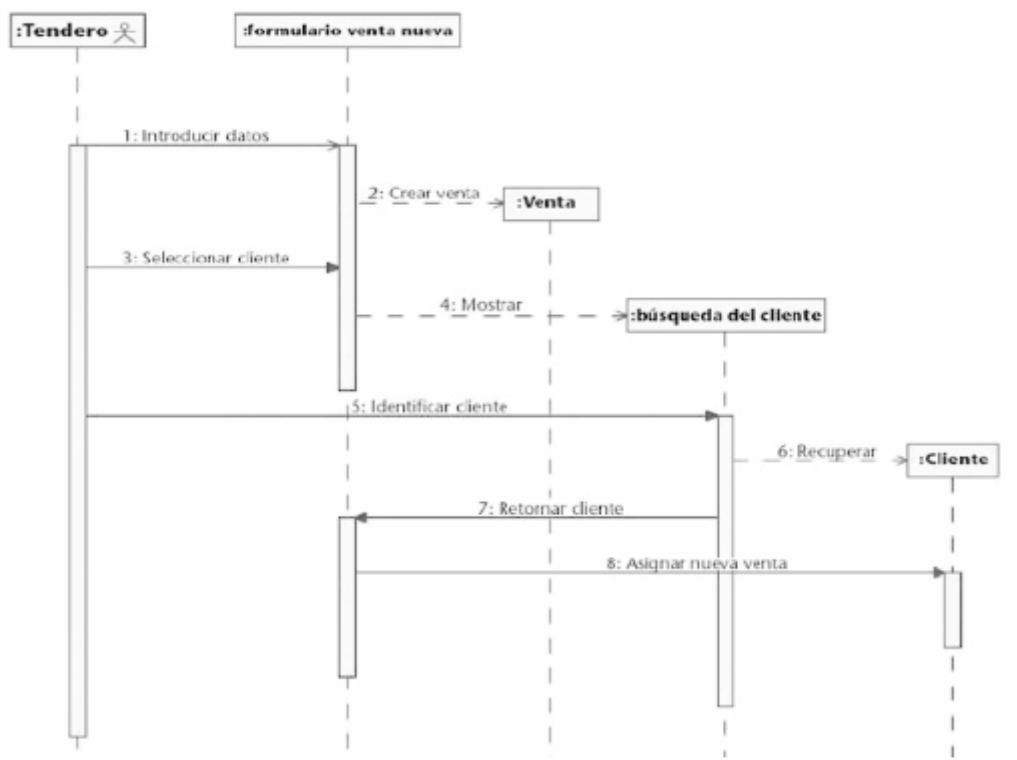 :Tendero
:formulario venta nueva
1: Introducir datos
2: Crear venta
:Venta
3: Seleccionar cliente
4: Mostrar
:búsqueda del cliente
5: Identificar cliente
6: Recuperar
:Cliente
7: Retornar cliente
8: Asignar nueva venta